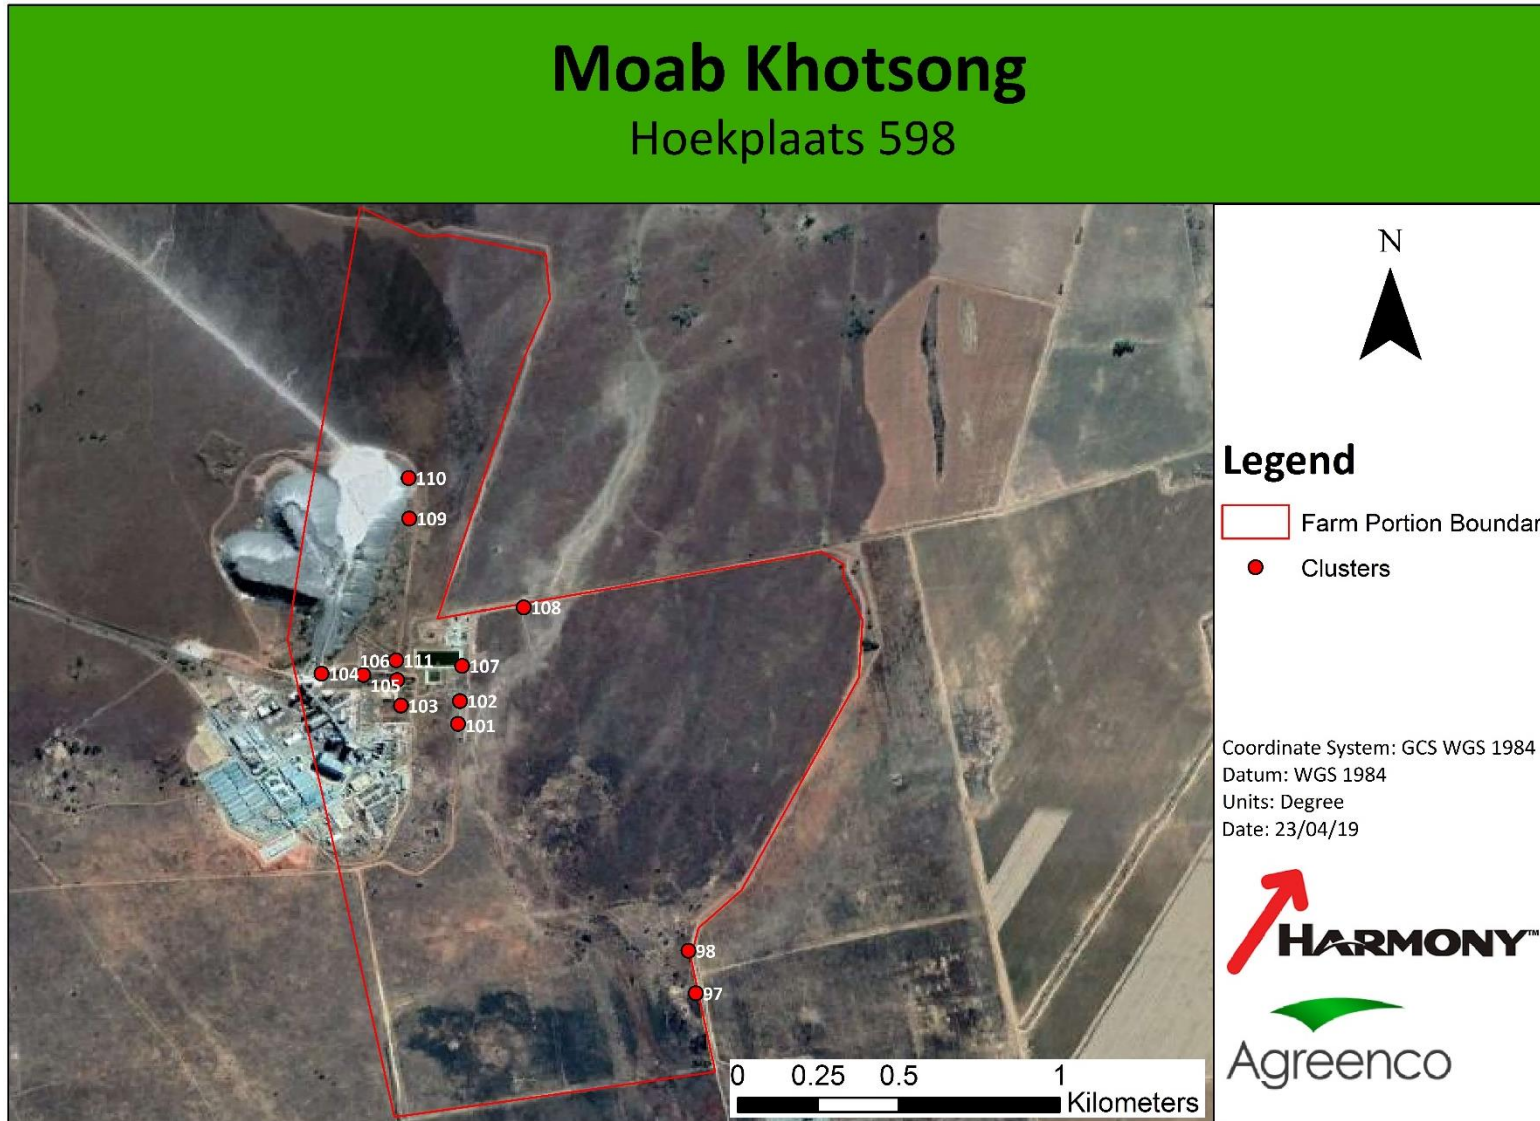 Moab Khotsong
Hoekplaats 598
N
110
109
108
106
111
107
104
105
103
102
101
98
97
Legend
Farm Portion Boundar
Clusters
Coordinate System: GCS WGS 1984
Datum: WGS 1984
Units: Degree
Date: 23/04/19
HARMONY™
Agreenco
0 0.25 0.5 1
Kilometers